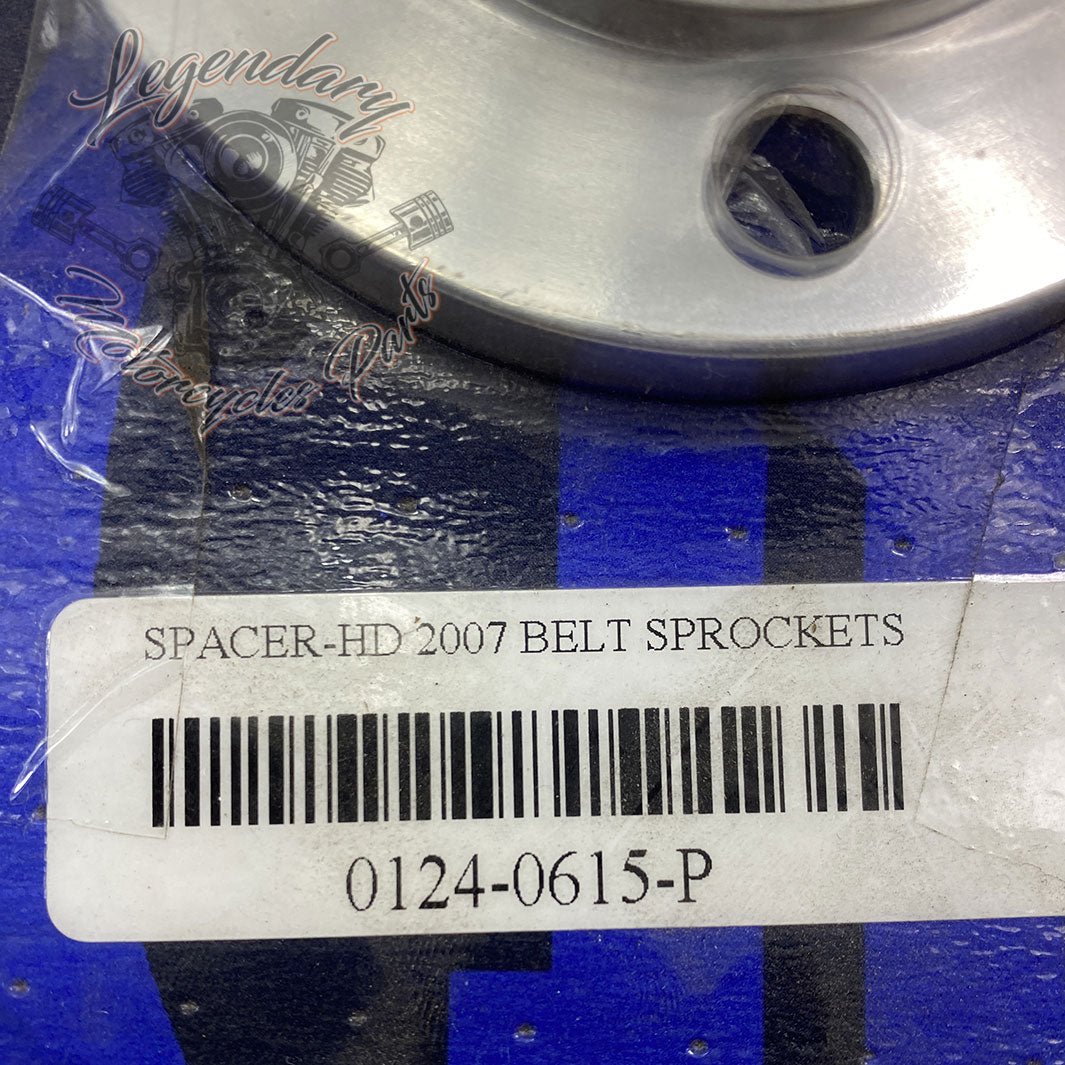 Legendary
Motorcycles Parts
SPACER-HD 2007 BELT SPROCKETS
0124-0615-P